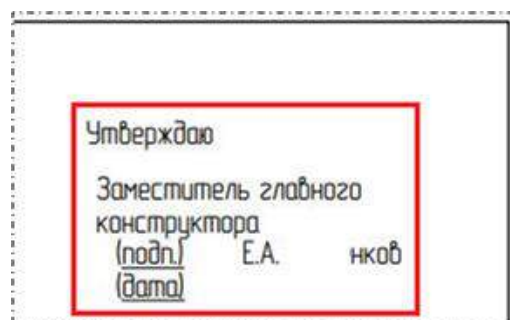 Утверждаю
Заместитель главного
конструктора
(подп.) Е.А. нков
(дата)